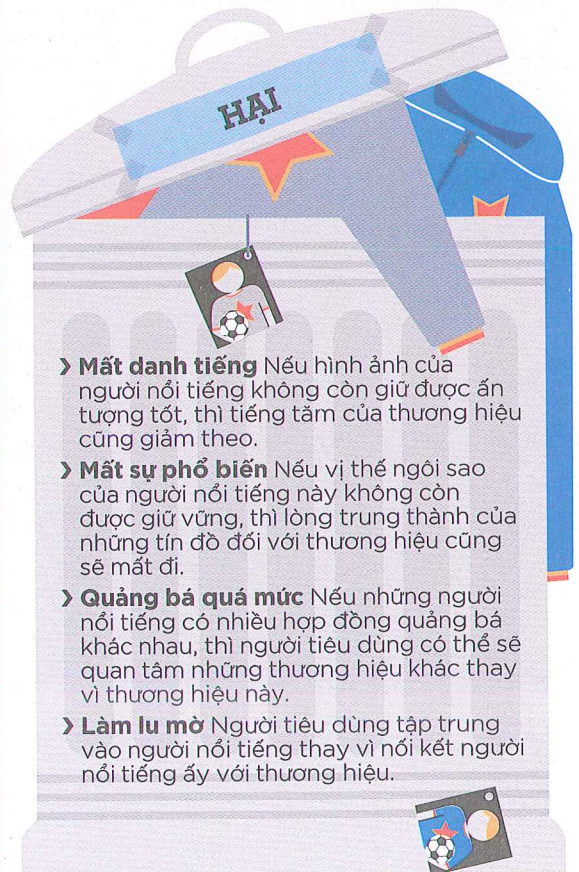 HẠI
❯ Mất danh tiếng Nếu hình ảnh của
người nổi tiếng không còn giữ được ấn
tượng tốt, thì tiếng tăm của thương hiệu
cũng giảm theo.
❯ Mất sự phổ biến Nếu vị thế ngôi sao
của người nổi tiếng này không còn
được giữ vững, thì lòng trung thành của
những tín đồ đối với thương hiệu cũng
sẽ mất đi.
❯ Quảng bá quá mức Nếu những người
nổi tiếng có nhiều hợp đồng quảng bá
khác nhau, thì người tiêu dùng có thể sẽ
quan tâm những thương hiệu khác thay
vì thương hiệu này.
❯ Làm lu mờ Người tiêu dùng tập trung
vào người nổi tiếng thay vì nối kết người
nổi tiếng ấy với thương hiệu.